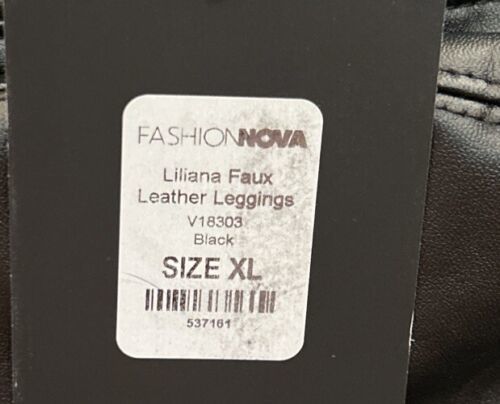 FASHIONNOVA
Liliana Faux
Leather Leggings
V18303
Black
SIZE XL
537161